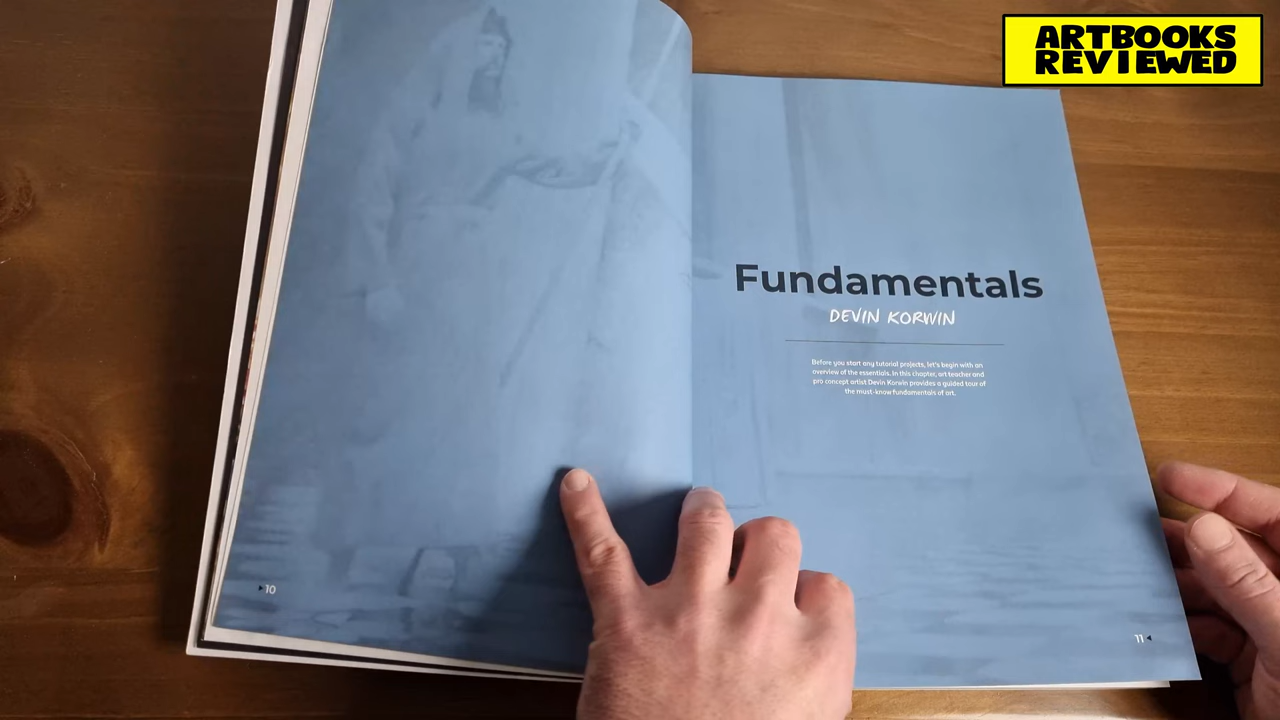 ARTBOOKS
REVIEWED
Fundamentals
DEVIN KORWIN
Before you start any tutorial projects, let's begin with an
overview of the essentials. In this chapter, art teacher and
pro concept artist Devin Korwin provides a guided tour of
the must-know fundamentals of art.
10
11